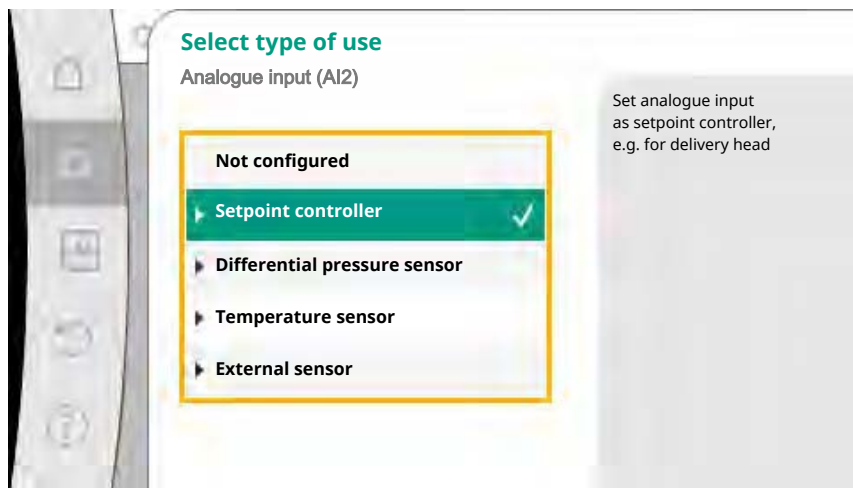 Select type of use
Analogue input (AI2)
Set analogue input
as setpoint controller,
e.g. for delivery head
Not configured
Setpoint controller
Differential pressure sensor
Temperature sensor
External sensor